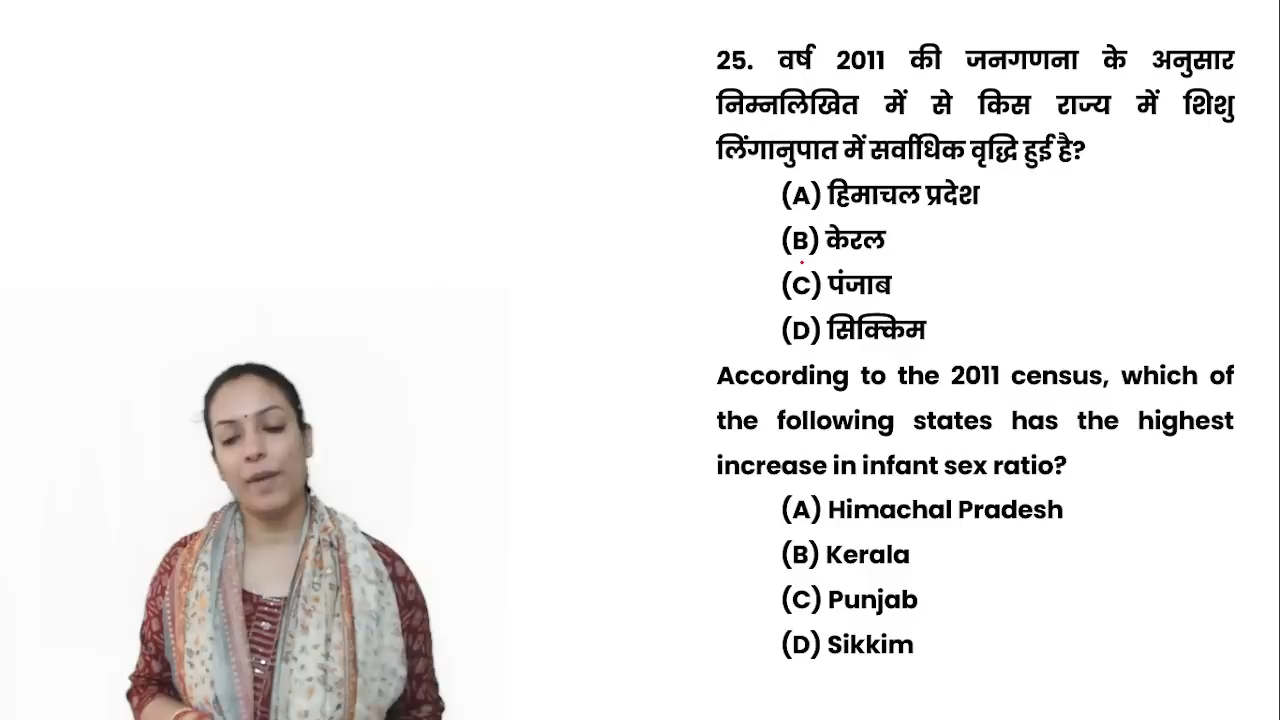 25. वर्ष 2011 की जनगणना के अनुसार
निम्नलिखित में से किस राज्य में शिशु
लिंगानुपात में सर्वाधिक वृद्धि हुई है?
(A) हिमाचल प्रदेश
(B) केरल
(C) पंजाब
(D) सिक्किम
According to the 2011 census, which of
the following states has the highest
increase in infant sex ratio?
(A) Himachal Pradesh
(B) Kerala
(C) Punjab
(D) Sikkim